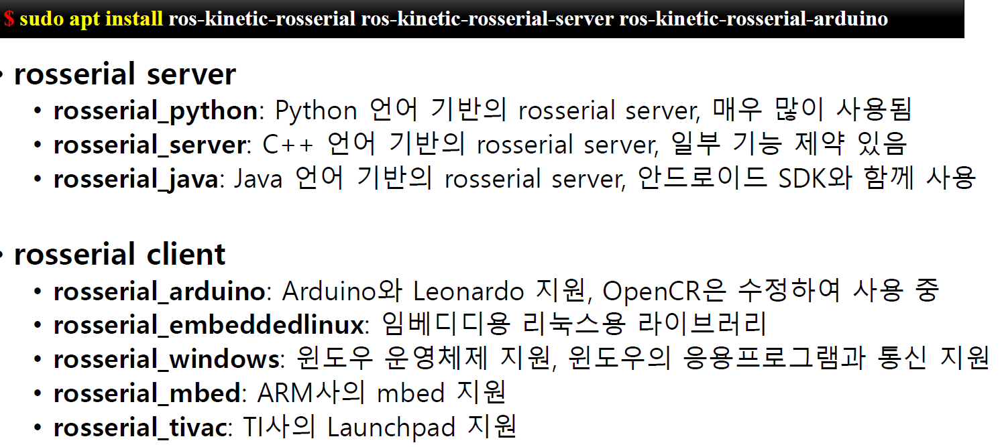 $ sudo apt install ros-kinetic-rosserial ros-kinetic-rosserial-server ros-kinetic-rosserial-arduino
• rosserial server
• rosserial_python: Python 언어 기반의 rosserial server, 매우 많이 사용됨
• rosserial_server: C++ 언어 기반의 rosserial server, 일부 기능 제약 있음
• rosserial_java: Java 언어 기반의 rosserial server, 안드로이드 SDK와 함께 사용
• rosserial client
• rosserial_arduino: Arduino와 Leonardo 지원, OpenCR은 수정하여 사용 중
• rosserial_embeddedlinux: 임베디디용 리눅스용 라이브러리
• rosserial_windows: 윈도우 운영체제 지원, 윈도우의 응용프로그램과 통신 지원
• rosserial_mbed: ARM사의 mbed 지원
• rosserial_tivac: TI사의 Launchpad 지원